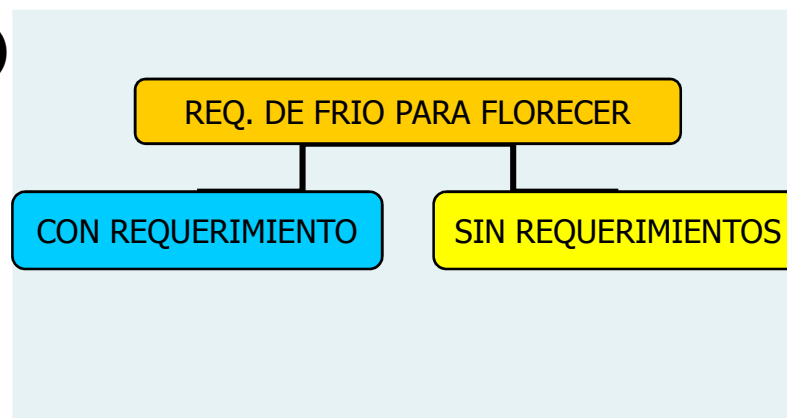 REQ. DE FRIO PARA FLORECER
CON REQUERIMIENTO
SIN REQUERIMIENTOS